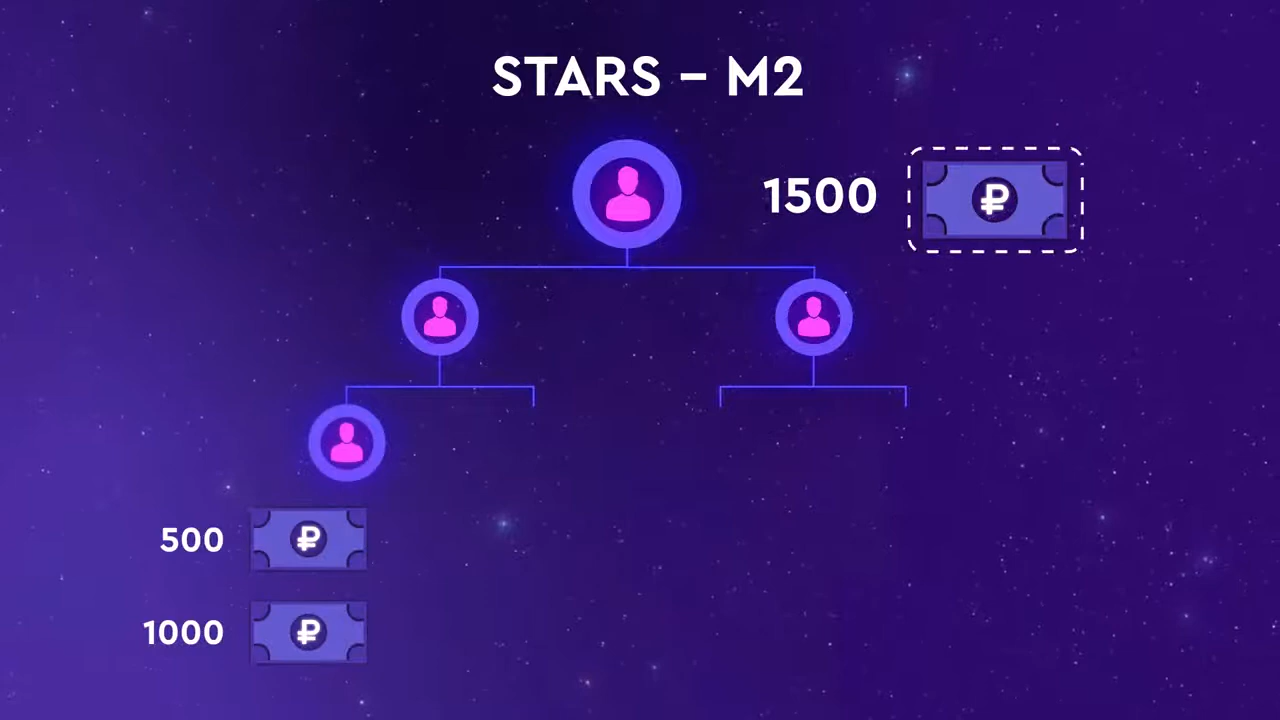 STARS – M2
1500 ₽
500 ₽
1000 ₽